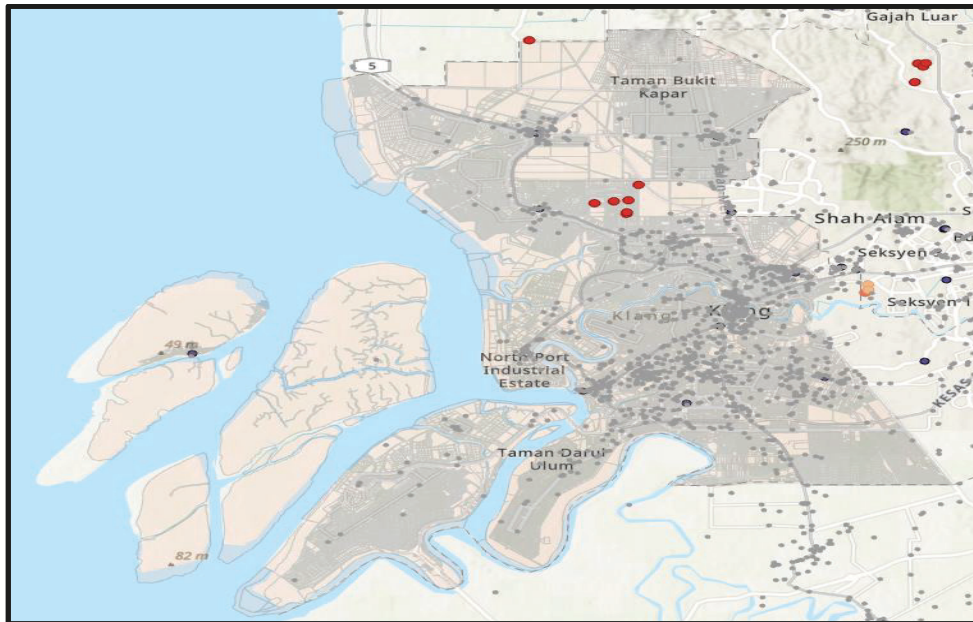 Gajah Luar
5
Taman Bukit
Kapar
250 m
Shah Alam
Seksyen
Klang
Klang
Seksyen
49 m
North Port
Industrial
Estate
KESAS
Taman Darul
Ulum
82 m